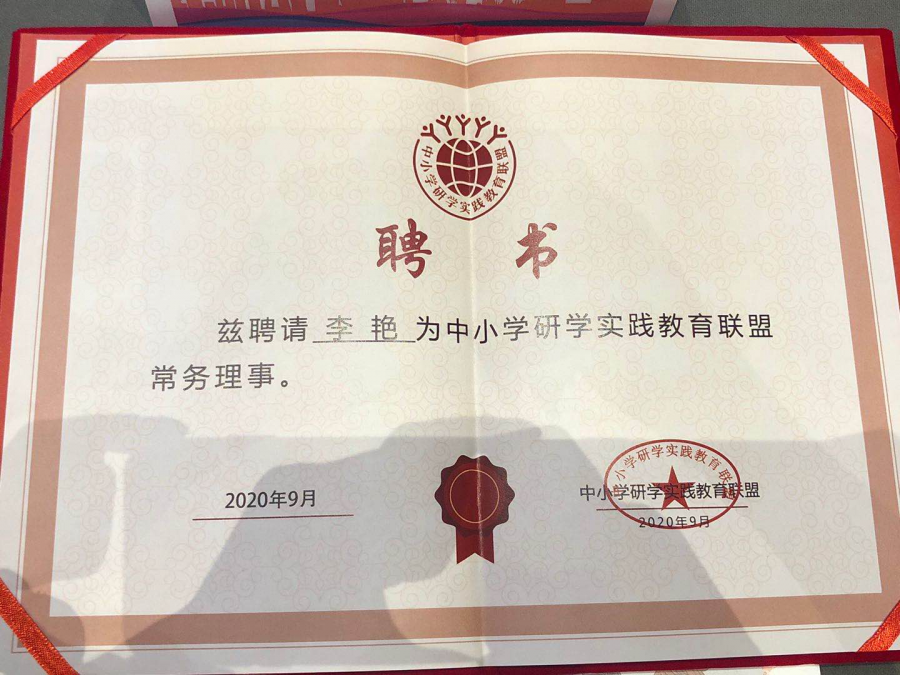 中小学研学实践教育联盟
聘 书
兹聘请 李 艳 为中小学研学实践教育联盟
常务理事。
2020年9月
中小学研学实践教育联盟
中小学研学实践教育联盟
2020年9月